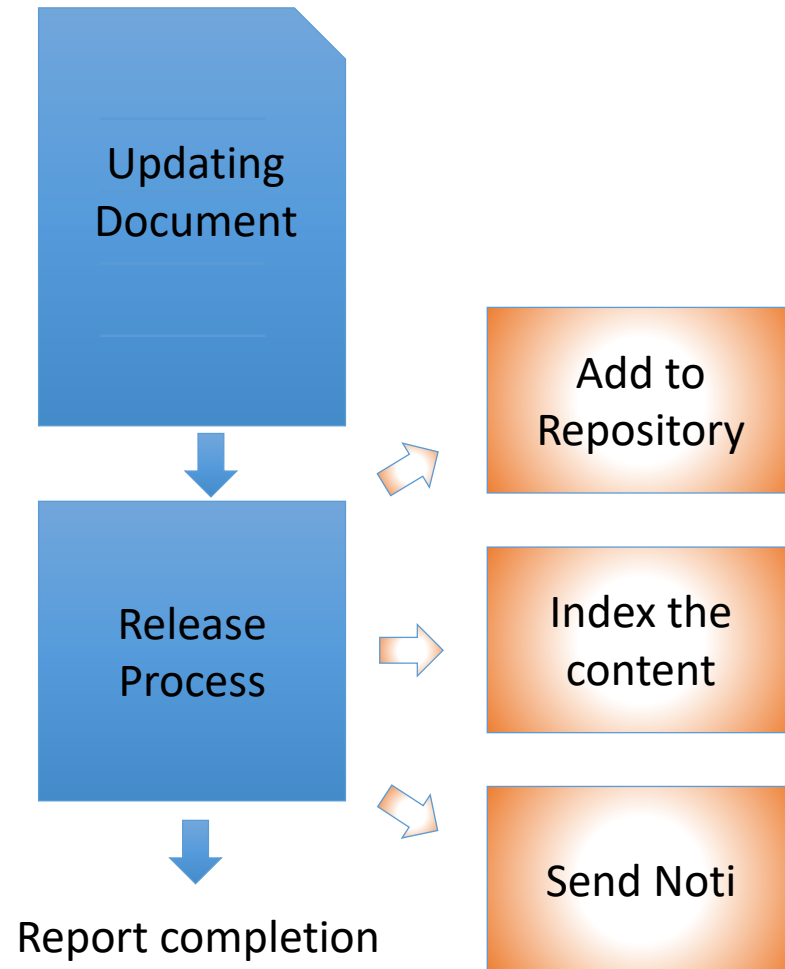 Updating
Document
Add to
Repository
Release
Process
Index the
content
Send Noti
Report completion